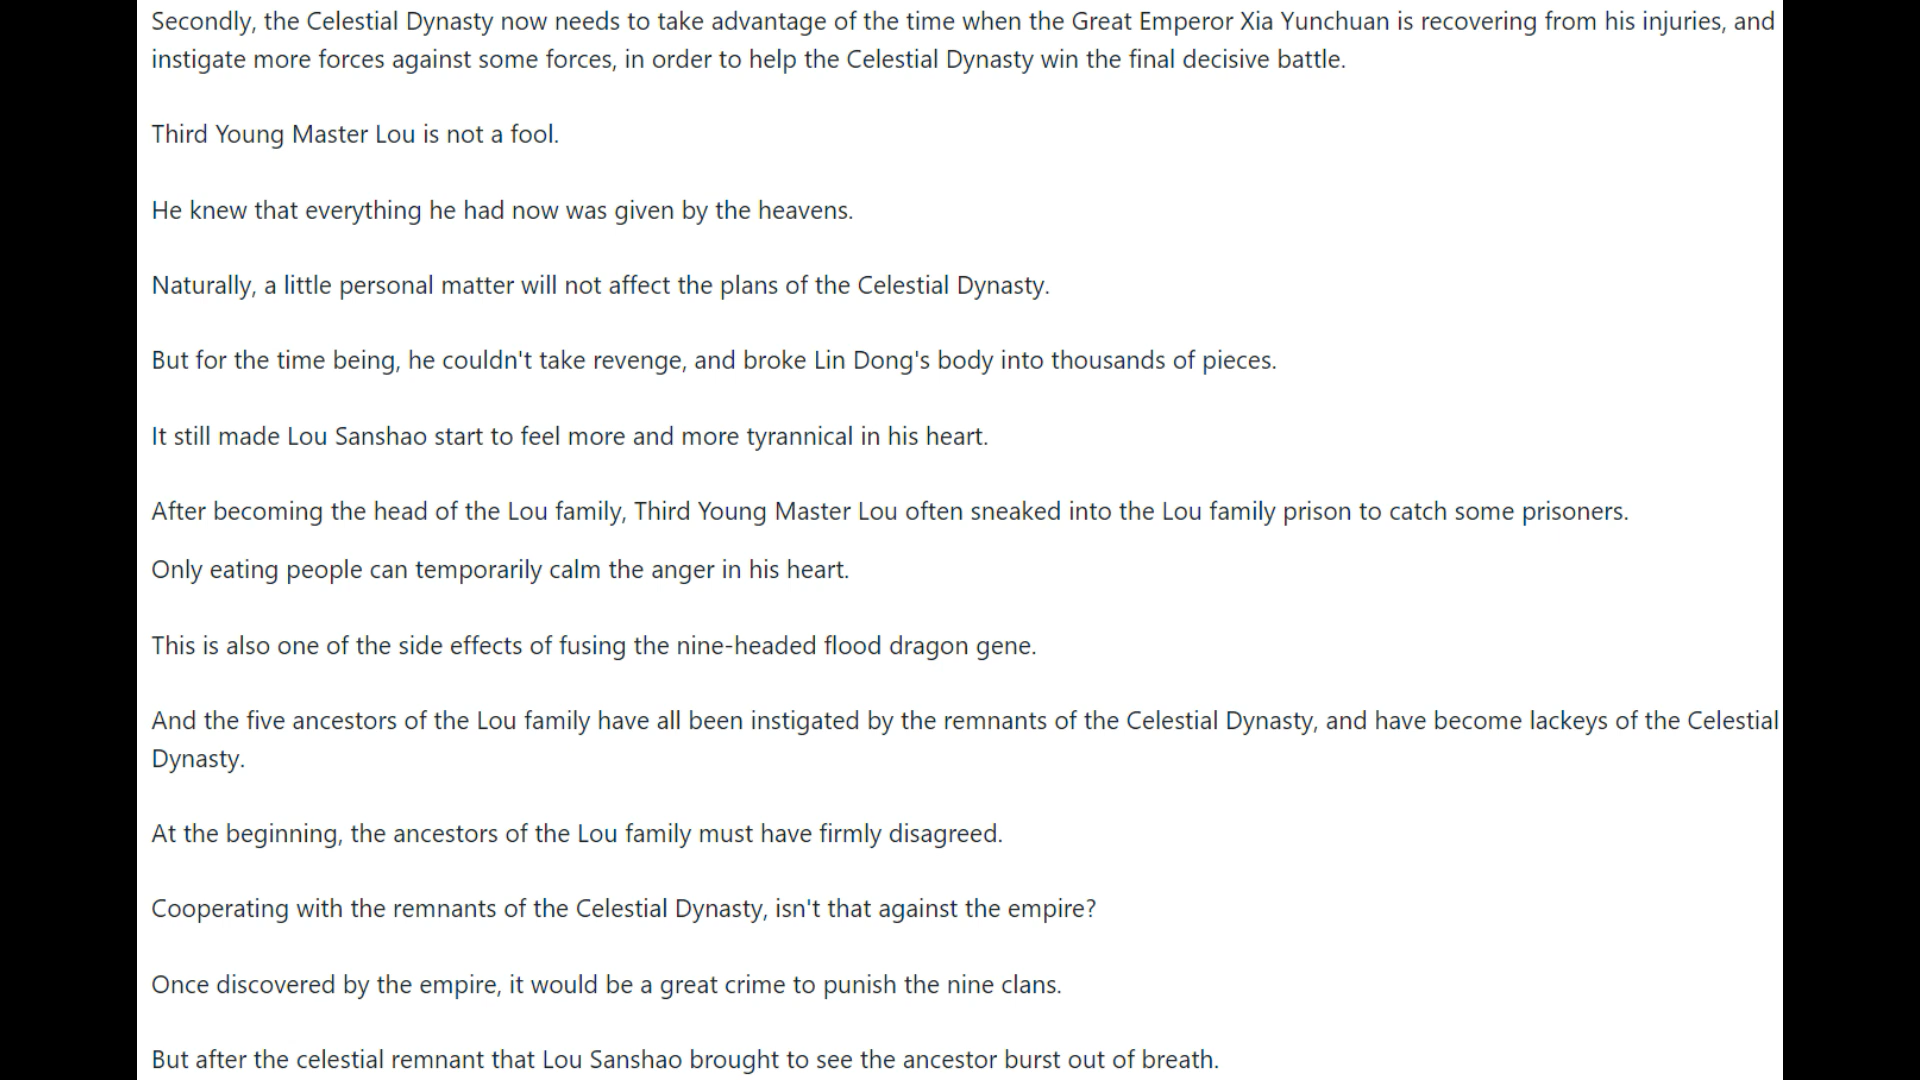 Secondly, the Celestial Dynasty now needs to take advantage of the time when the Great Emperor Xia Yunchuan is recovering from his injuries, and
instigate more forces against some forces, in order to help the Celestial Dynasty win the final decisive battle.
Third Young Master Lou is not a fool.
He knew that everything he had now was given by the heavens.
Naturally, a little personal matter will not affect the plans of the Celestial Dynasty.
But for the time being, he couldn't take revenge, and broke Lin Dong's body into thousands of pieces.
It still made Lou Sanshao start to feel more and more tyrannical in his heart.
After becoming the head of the Lou family, Third Young Master Lou often sneaked into the Lou family prison to catch some prisoners.
Only eating people can temporarily calm the anger in his heart.
This is also one of the side effects of fusing the nine-headed flood dragon gene.
And the five ancestors of the Lou family have all been instigated by the remnants of the Celestial Dynasty, and have become lackeys of the Celestial
Dynasty.
At the beginning, the ancestors of the Lou family must have firmly disagreed.
Cooperating with the remnants of the Celestial Dynasty, isn't that against the empire?
Once discovered by the empire, it would be a great crime to punish the nine clans.
But after the celestial remnant that Lou Sanshao brought to see the ancestor burst out of breath.